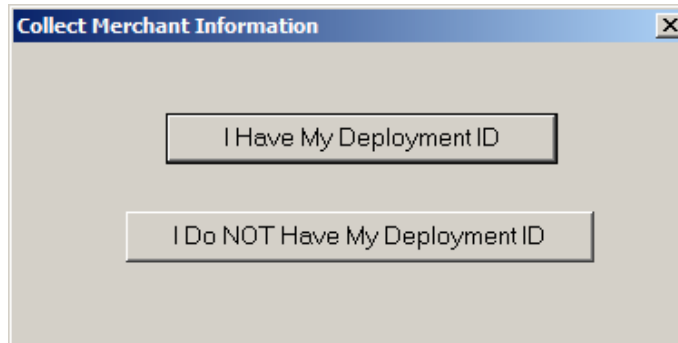 Collect Merchant Information
I Have My Deployment ID
I Do NOT Have My Deployment ID